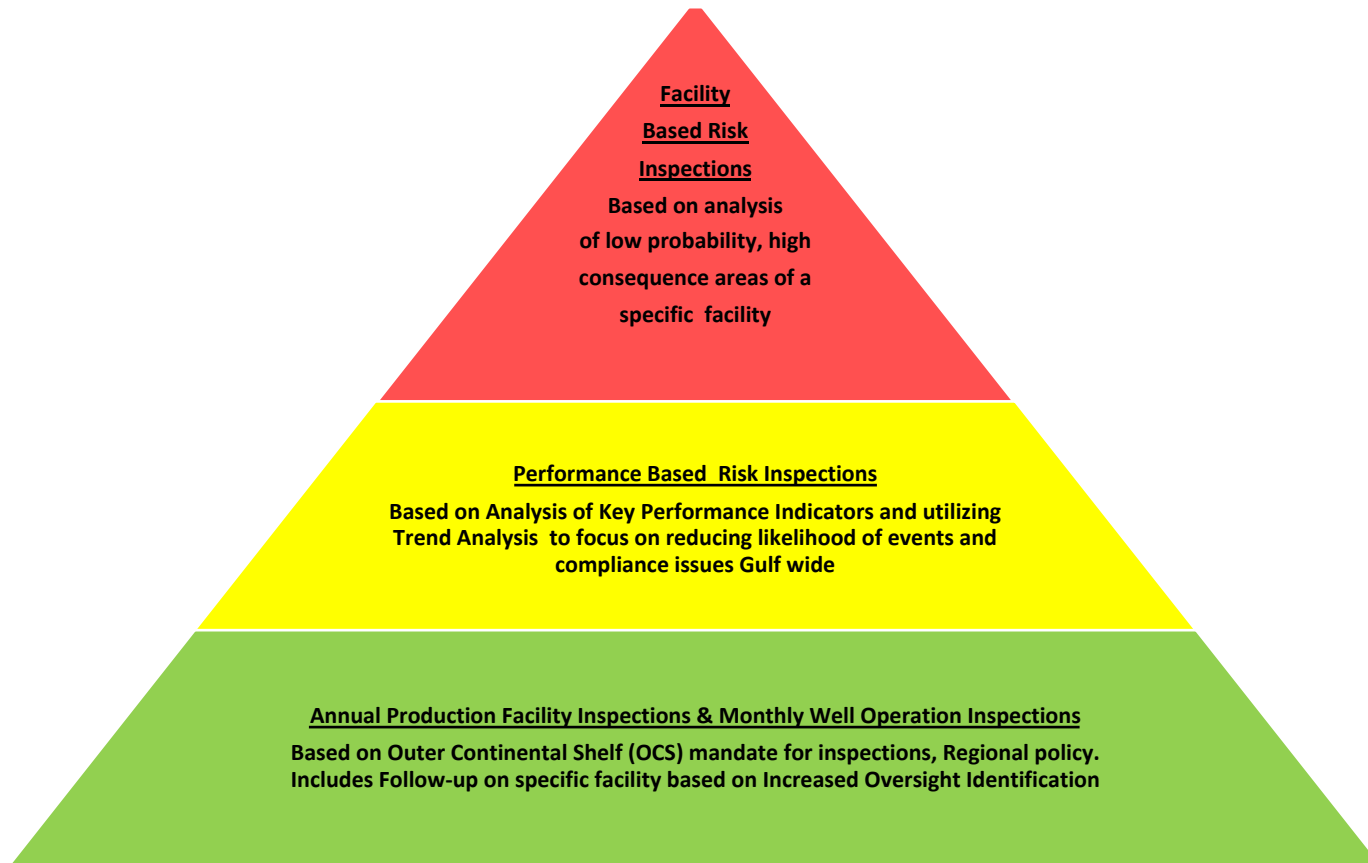 Facility
Based Risk
Inspections
Based on analysis
of low probability, high
consequence areas of a
specific facility
Performance Based Risk Inspections
Based on Analysis of Key Performance Indicators and utilizing
Trend Analysis to focus on reducing likelihood of events and
compliance issues Gulf wide
Annual Production Facility Inspections & Monthly Well Operation Inspections
Based on Outer Continental Shelf (OCS) mandate for inspections, Regional policy.
Includes Follow-up on specific facility based on Increased Oversight Identification